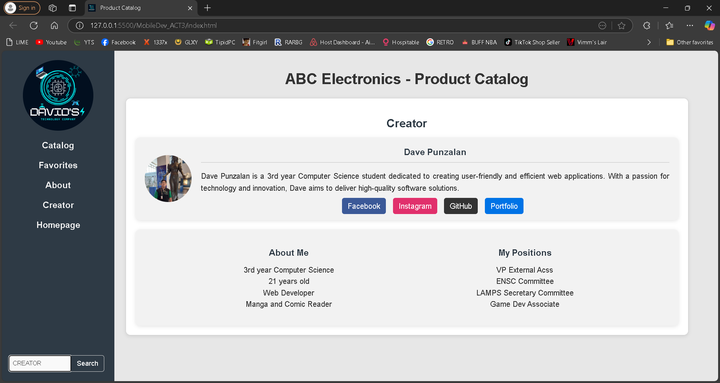 Sign in
Product Catalog
127.0.0.1:5500/MobileDev_ACT3/index.html
LIME
Youtube
YTS
Facebook
1337x
GLXY
TipidPC
Fitgirl
RARBG
Host Dashboard - Ai...
Hospitable
RETRO
BUFF NBA
TikTok Shop Seller
Vimm's Lair
Other favorites
DAVID'S
TECHNOLOGY COMPANY
Catalog
Favorites
About
Creator
Homepage
CREATOR
Search
ABC Electronics - Product Catalog
Creator
Dave Punzalan
Dave Punzalan is a 3rd year Computer Science student dedicated to creating user-friendly and efficient web applications. With a passion for
technology and innovation, Dave aims to deliver high-quality software solutions.
Facebook
Instagram
GitHub
Portfolio
About Me
3rd year Computer Science
21 years old
Web Developer
Manga and Comic Reader
My Positions
VP External Acss
ENSC Committee
LAMPS Secretary Committee
Game Dev Associate